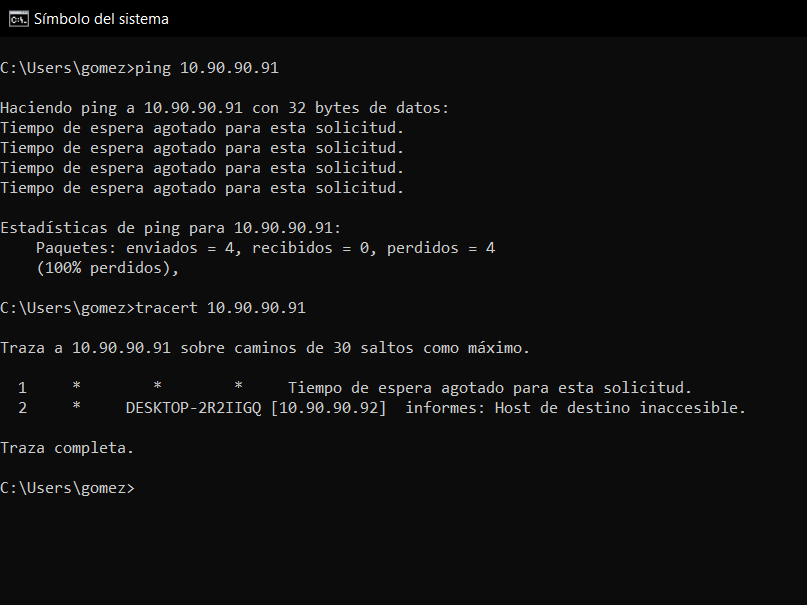 Símbolo del sistema
C:\Users\gomez>ping 10.90.90.91
Haciendo ping a 10.90.90.91 con 32 bytes de datos:
Tiempo de espera agotado para esta solicitud.
Tiempo de espera agotado para esta solicitud.
Tiempo de espera agotado para esta solicitud.
Tiempo de espera agotado para esta solicitud.
Estadísticas de ping para 10.90.90.91:
    Paquetes: enviados = 4, recibidos = 0, perdidos = 4
    (100% perdidos),
C:\Users\gomez>tracert 10.90.90.91
Traza a 10.90.90.91 sobre caminos de 30 saltos como máximo.
  1     *        *        *     Tiempo de espera agotado para esta solicitud.
  2     *     DESKTOP-2R2IIGQ [10.90.90.92]  informes: Host de destino inaccesible.
Traza completa.
C:\Users\gomez>